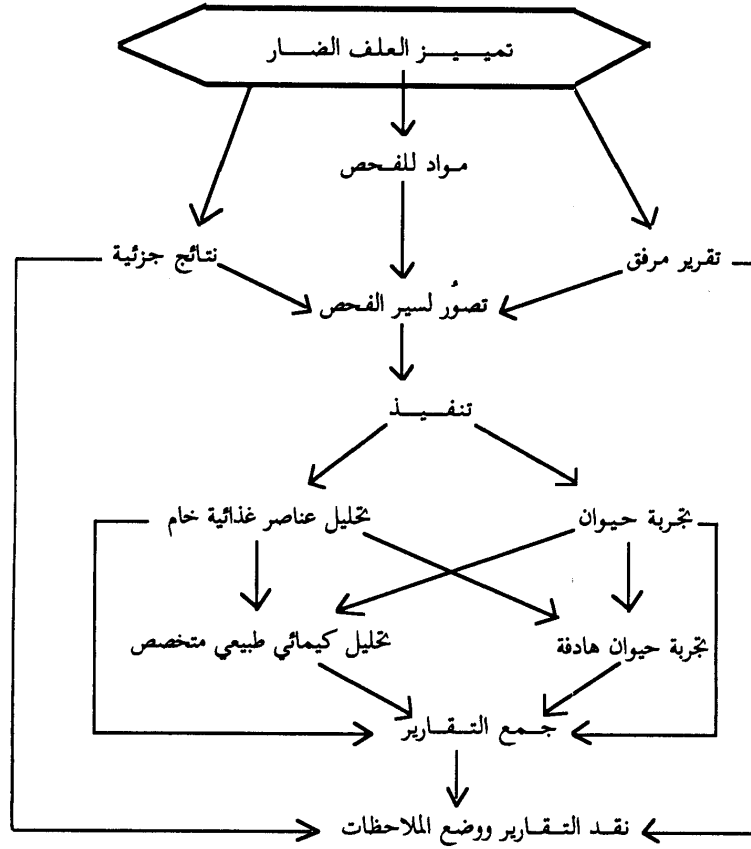 تمييز العلف الضار
مواد للفحص
تقرير مرفق
نتائج جزئية
تصوُر لسير الفحص
تنفيذ
تجربة حيوان
تحليل عناصر غذائية خام
تجربة حيوان هادفة
تحليل كيمائي طبيعي متخصص
جمع التقارير
نقد التقارير ووضع الملاحظات